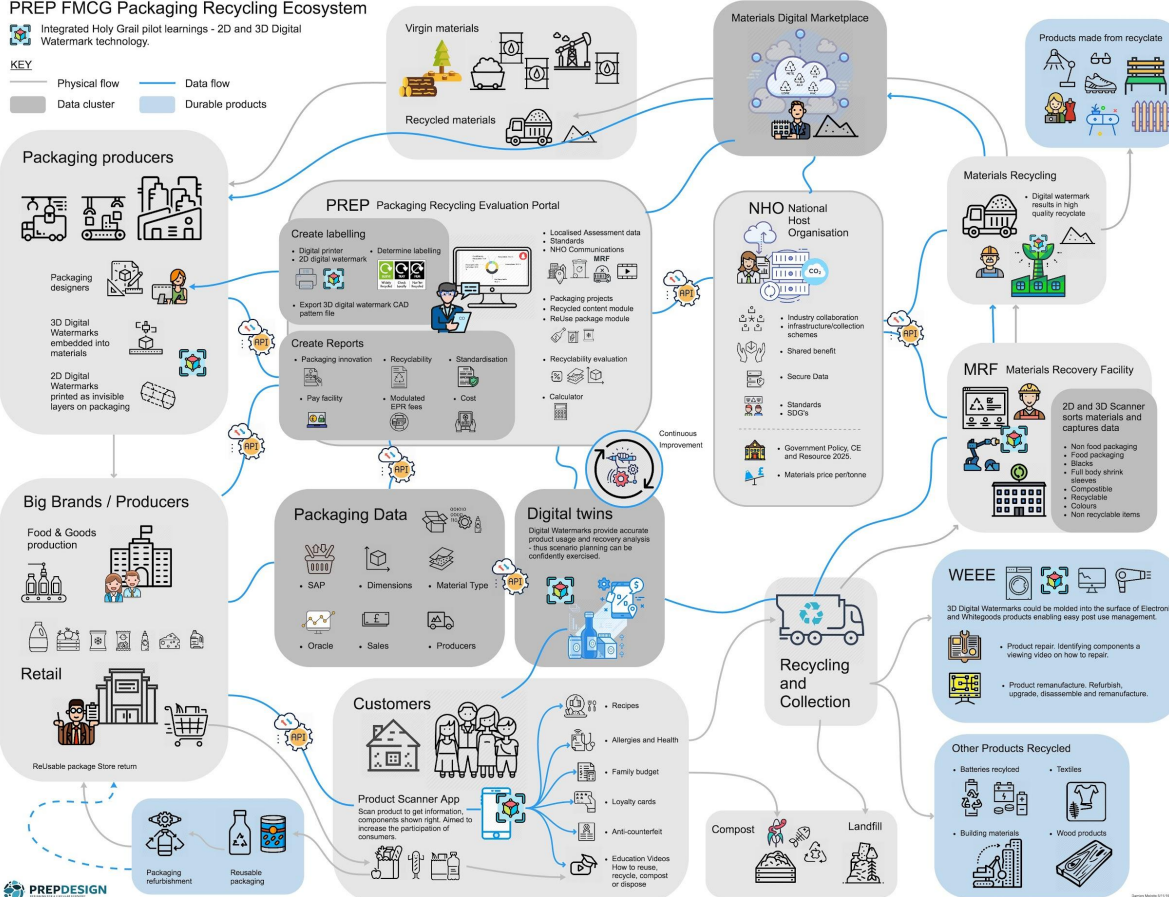 PREP FMCG Packaging Recycling Ecosystem
Integrated Holy Grail pilot learnings - 2D and 3D Digital
Watermark technology.
KEY
Physical flow
Data flow
Data cluster
Durable products
Virgin materials
Recycled materials
Materials Digital Marketplace
Products made from recyclate
Packaging producers
Packaging
designers
3D Digital
Watermarks
embedded into
materials
2D Digital
Watermarks
printed as invisible
layers on packaging
API
API
PREP Packaging Recycling Evaluation Portal
Create labelling
• Digital printer
• 2D digital watermark
• Determine labelling
• Export 3D digital watermark CAD
pattern file
Create Reports
• Packaging innovation
• Recyclability
• Standardisation
• Pay facility
• Modulated
EPR fees
• Cost
• Localised Assessment data
• Standards
• NHO Communications
MRF
• Packaging projects
• Recycled content module
• ReUse package module
• Recyclability evaluation
• Calculator
API
API
Continuous
Improvement
NHO National
Host
Organisation
CO₂
• Industry collaboration
• infrastructure/collection
schemes
• Shared benefit
• Secure Data
• Standards
• SDG's
• Government Policy, CE
and Resource 2025.
• Materials price per/tonne
API
Materials Recycling
• Digital watermark
results in high
quality recyclate
MRF Materials Recovery Facility
2D and 3D Scanner
sorts materials and
captures data
• Non food packaging
• Food packaging
• Blacks
• Full body shrink
sleeves
• Compostible
• Recyclable
• Colours
• Non recyclable items
Big Brands / Producers
Food & Goods
production
Retail
ReUsable package Store return
API
Packaging Data
• SAP
• Dimensions
• Material Type
• Oracle
• Sales
• Producers
API
Digital twins
Digital Watermarks provide accurate
product usage and recovery analysis
- thus scenario planning can be
confidently exercised.
Recycling
and
Collection
WEEE
3D Digital Watermarks could be molded into the surface of Electroni
and Whitegoods products enabling easy post use management.
• Product repair. Identifying components a
viewing video on how to repair.
• Product remanufacture. Refurbish,
upgrade, disassemble and remanufacture.
Customers
Product Scanner App
Scan product to get information,
components shown right. Aimed to
increase the participation of
consumers.
• Recipes
• Allergies and Health
• Family budget
• Loyalty cards
• Anti-counterfeit
• Education Videos
How to reuse,
recycle, compost
or dispose
Compost
Landfill
Other Products Recycled
• Batteries recylced
• Textiles
• Building materials
• Wood products
Packaging
refurbishment
Reusable
packaging
PREPDESIGN